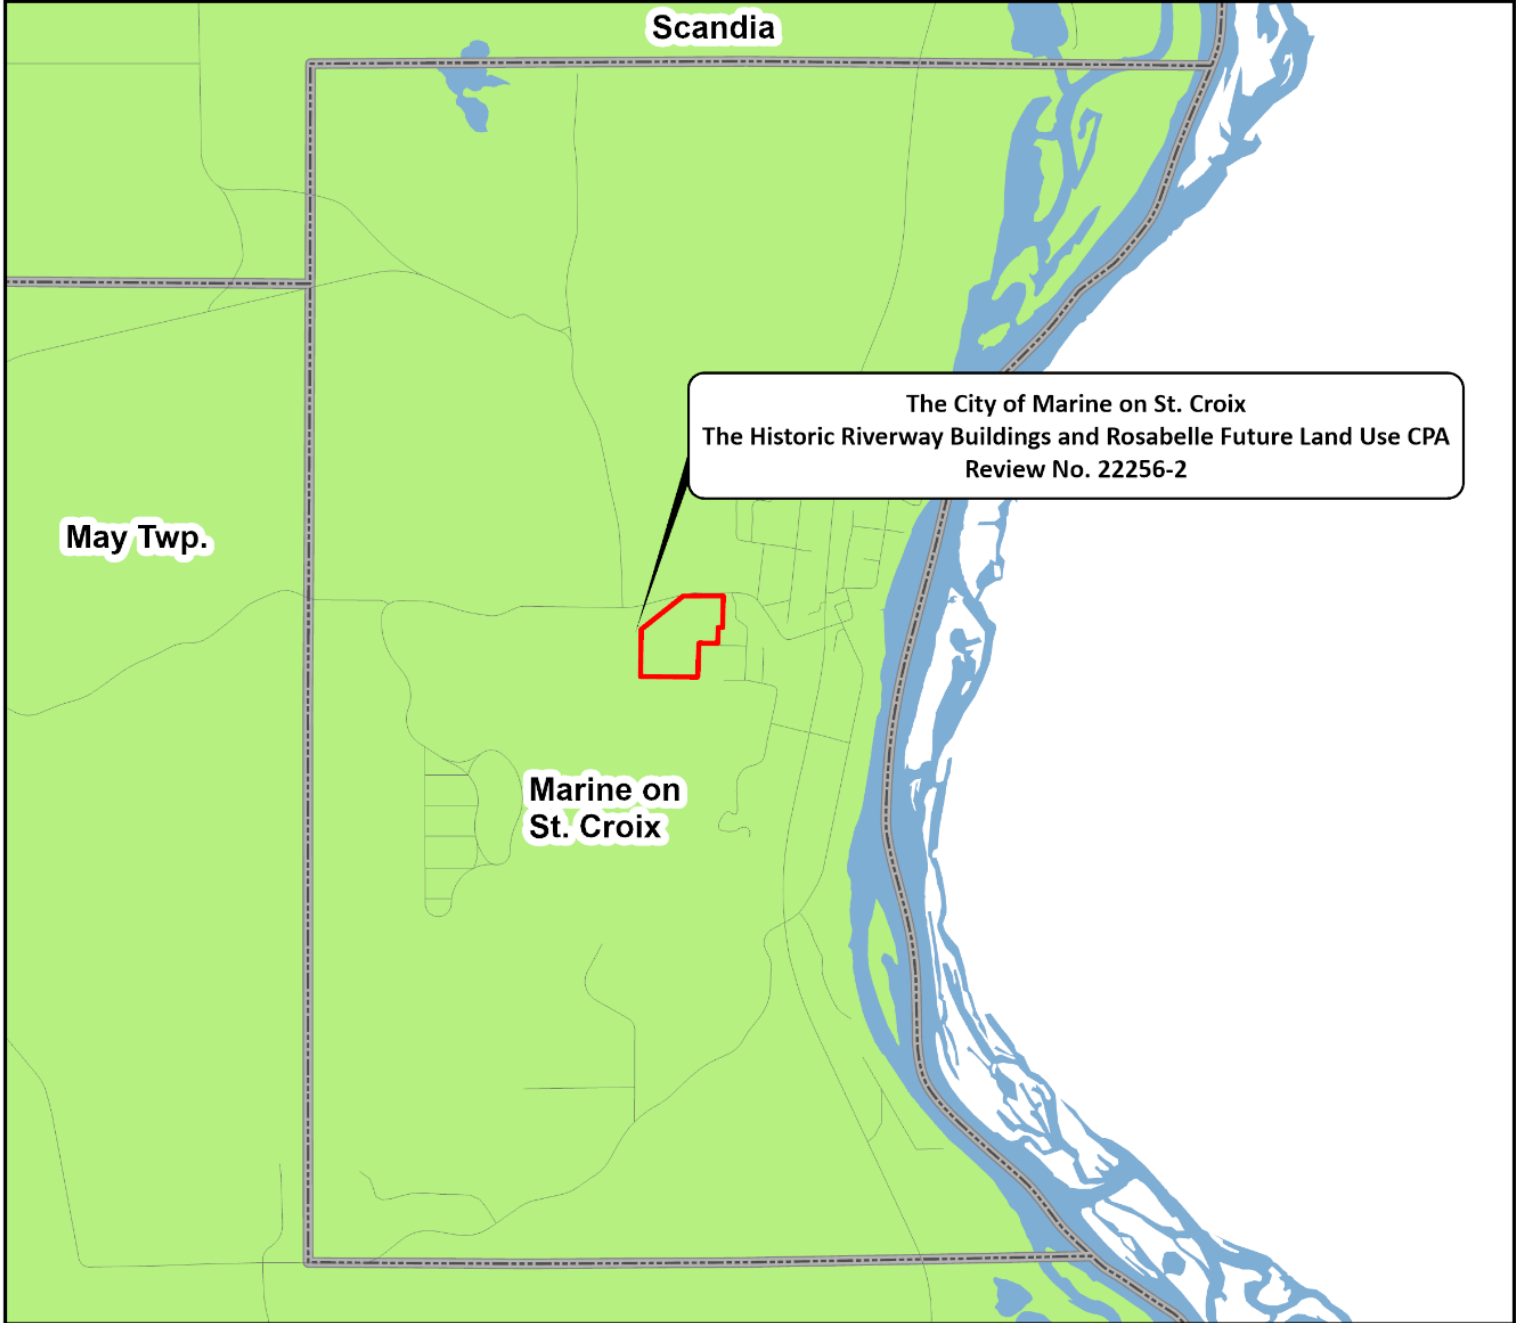 Scandia
The City of Marine on St. Croix
The Historic Riverway Buildings and Rosabelle Future Land Use CPA
Review No. 22256-2
May Twp.
Marine on
St. Croix